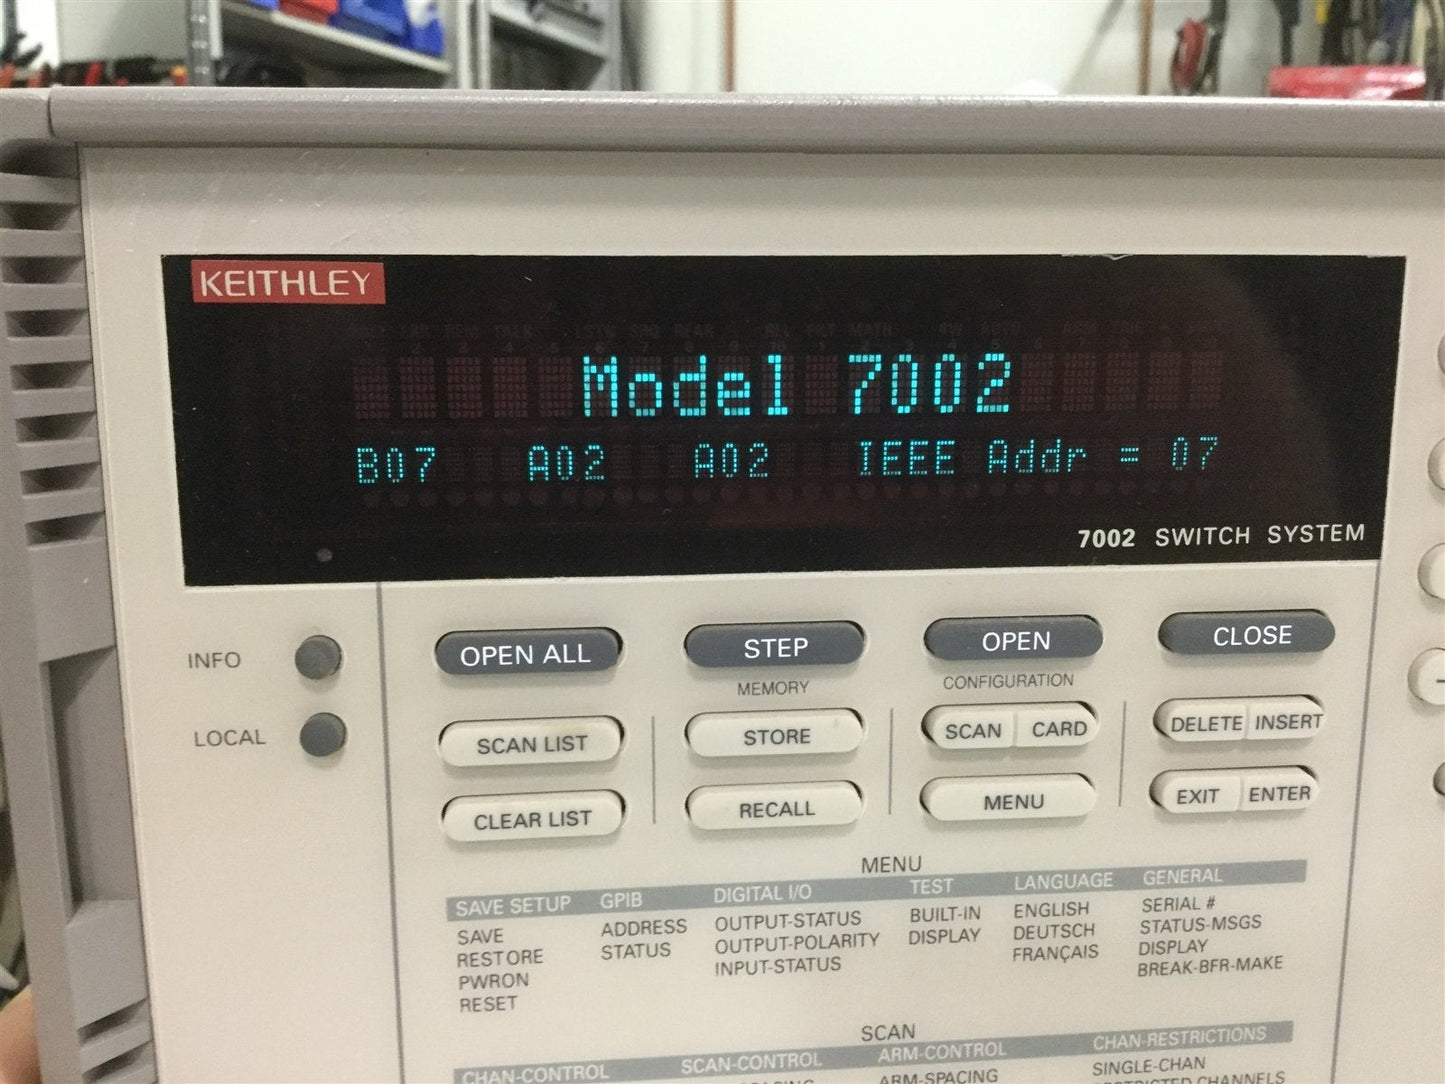 KEITHLEY
Model 7002
B07 A02 A02 IEEE Addr = 07
7002 SWITCH SYSTEM
INFO
LOCAL
OPEN ALL STEP OPEN CLOSE
MEMORY CONFIGURATION
SCAN LIST STORE SCAN CARD DELETE INSERT
CLEAR LIST RECALL MENU EXIT ENTER
MENU
SAVE SETUP GPIB DIGITAL I/O TEST LANGUAGE GENERAL
SAVE ADDRESS OUTPUT-STATUS BUILT-IN ENGLISH SERIAL #
RESTORE STATUS OUTPUT-POLARITY DISPLAY DEUTSCH STATUS-MSGS
PWRON INPUT-STATUS FRANÇAIS DISPLAY
RESET BREAK-BFR-MAKE
SCAN
CHAN-CONTROL SCAN-CONTROL ARM-CONTROL CHAN-RESTRICTIONS
ARM-SPACING SINGLE-CHAN
CHANNELS